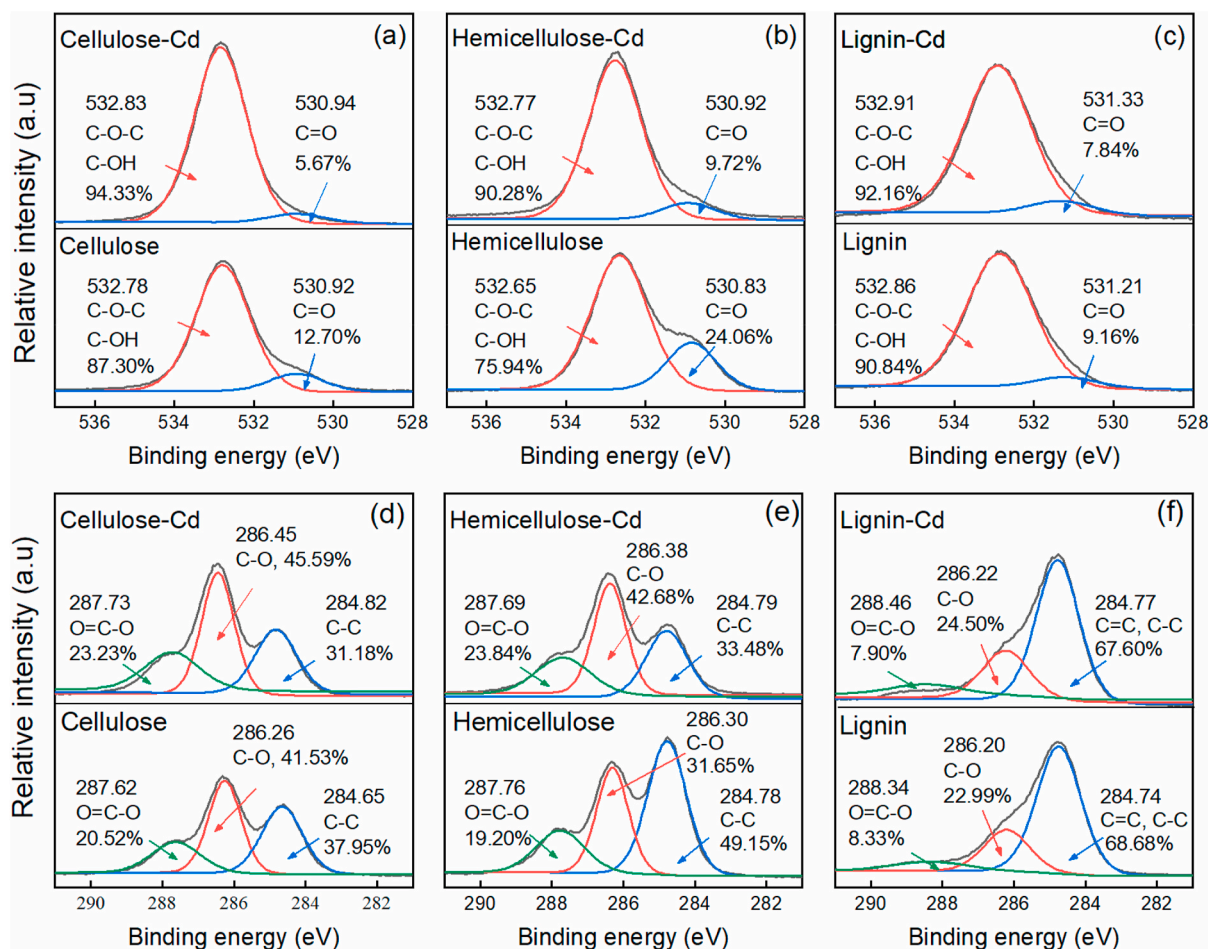 Relative intensity (a.u)
Cellulose-Cd
(a)
532.83
C-O-C
C-OH
94.33%
530.94
C=O
5.67%
Cellulose
532.78
C-O-C
C-OH
87.30%
530.92
C=O
12.70%
536
534
532
530
528
Binding energy (eV)
Hemicellulose-Cd
(b)
532.77
C-O-C
C-OH
90.28%
530.92
C=O
9.72%
Hemicellulose
532.65
C-O-C
C-OH
75.94%
530.83
C=O
24.06%
536
534
532
530
Binding energy (eV)
Lignin-Cd
(c)
532.91
C-O-C
C-OH
92.16%
531.33
C=O
7.84%
Lignin
532.86
C-O-C
C-OH
90.84%
531.21
C=O
9.16%
536
534
532
530
528
Binding energy (eV)
Relative intensity (a.u)
Cellulose-Cd
(d)
286.45
C-O, 45.59%
287.73
O=C-O
23.23%
284.82
C-C
31.18%
Cellulose
286.26
C-O, 41.53%
287.62
O=C-O
20.52%
284.65
C-C
37.95%
290
288
286
284
282
Binding energy (eV)
Hemicellulose-Cd
(e)
286.38
C-O
42.68%
287.69
O=C-O
23.84%
284.79
C-C
33.48%
Hemicellulose
286.30
C-O
31.65%
287.76
O=C-O
19.20%
284.78
C-C
49.15%
290
288
286
284
282
Binding energy (eV)
Lignin-Cd
(f)
286.22
C-O
24.50%
288.46
O=C-O
7.90%
284.77
C=C, C-C
67.60%
Lignin
286.20
C-O
22.99%
288.34
O=C-O
8.33%
284.74
C=C, C-C
68.68%
290
288
286
284
282
Binding energy (eV)